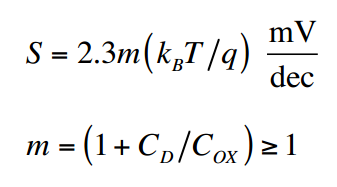 S = 2.3m(k_BT/q) mV/dec
m = (1 + C_D/C_OX) ≥ 1